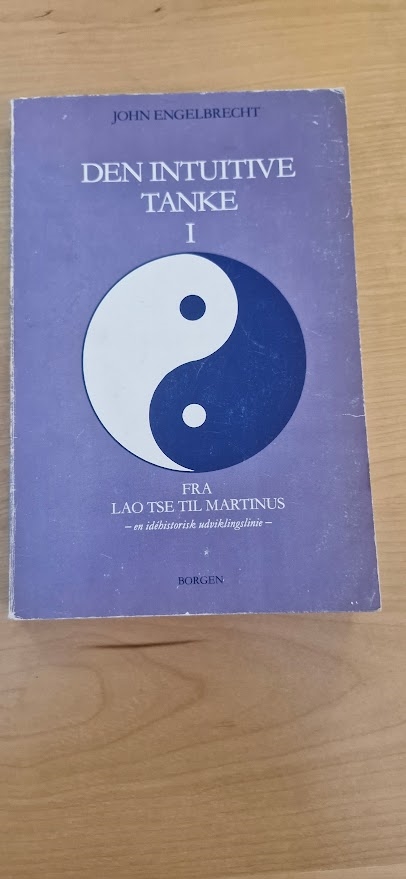 JOHN ENGELBRECHT
DEN INTUITIVE
TANKE
I
FRA
LAO TSE TIL MARTINUS
– en idéhistorisk udviklingslinie –
BORGEN